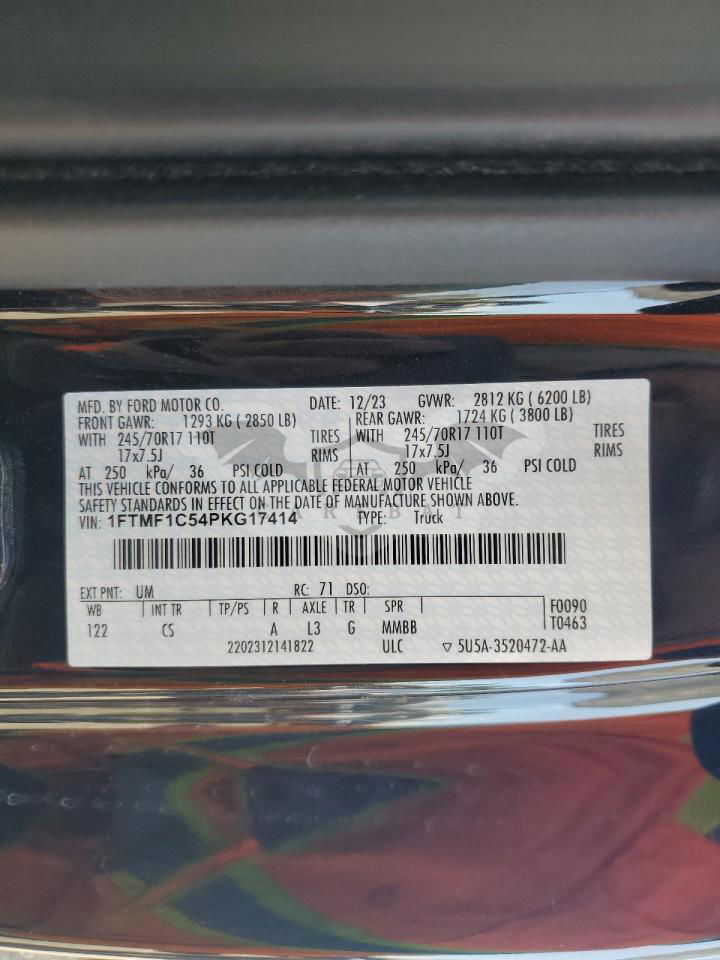 MFD. BY FORD MOTOR CO. DATE: 12/23 GVWR: 2812 KG ( 6200 LB)
FRONT GAWR: 1293 KG ( 2850 LB) REAR GAWR: 1724 KG ( 3800 LB)
WITH 245/70R17 110T TIRES WITH 245/70R17 110T TIRES
17x7.5J RIMS 17x7.5J RIMS
AT 250 kPa/ 36 PSI COLD AT 250 kPa/ 36 PSI COLD
THIS VEHICLE CONFORMS TO ALL APPLICABLE FEDERAL MOTOR VEHICLE
SAFETY STANDARDS IN EFFECT ON THE DATE OF MANUFACTURE SHOWN ABOVE.
VIN: 1FTMF1C54PKG17414 TYPE: Truck
EXT PNT: UM RC: 71 DSO:
WB INT TR TP/PS R AXLE TR SPR F0090
122 CS A L3 G MMBB T0463
2202312141822 ULC ▽ 5U5A-3520472-AA